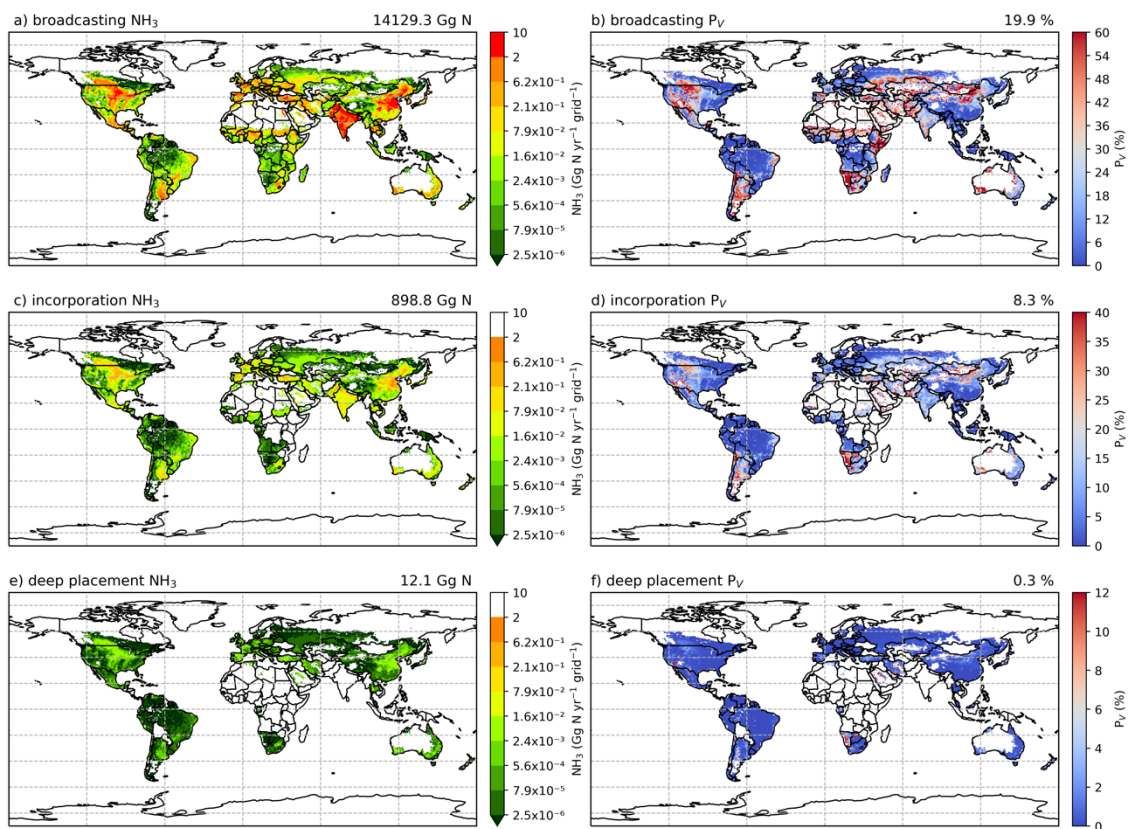 a) broadcasting NH₃ 14129.3 Gg N
10
2
6.2x10⁻¹
2.1x10⁻¹
7.9x10⁻²
1.6x10⁻²
2.4x10⁻³
5.6x10⁻⁴
7.9x10⁻⁵
2.5x10⁻⁶
NH₃ (Gg N yr⁻¹ grid⁻¹)
b) broadcasting Pᵥ 19.9 %
60
54
48
42
36
30
24
18
12
6
0
Pᵥ (%)
c) incorporation NH₃ 898.8 Gg N
10
2
6.2x10⁻¹
2.1x10⁻¹
7.9x10⁻²
1.6x10⁻²
2.4x10⁻³
5.6x10⁻⁴
7.9x10⁻⁵
2.5x10⁻⁶
NH₃ (Gg N yr⁻¹ grid⁻¹)
d) incorporation Pᵥ 8.3 %
40
35
30
25
20
15
10
5
0
Pᵥ (%)
e) deep placement NH₃ 12.1 Gg N
10
2
6.2x10⁻¹
2.1x10⁻¹
7.9x10⁻²
1.6x10⁻²
2.4x10⁻³
5.6x10⁻⁴
7.9x10⁻⁵
2.5x10⁻⁶
NH₃ (Gg N yr⁻¹ grid⁻¹)
f) deep placement Pᵥ 0.3 %
12
10
8
6
4
2
0
Pᵥ (%)